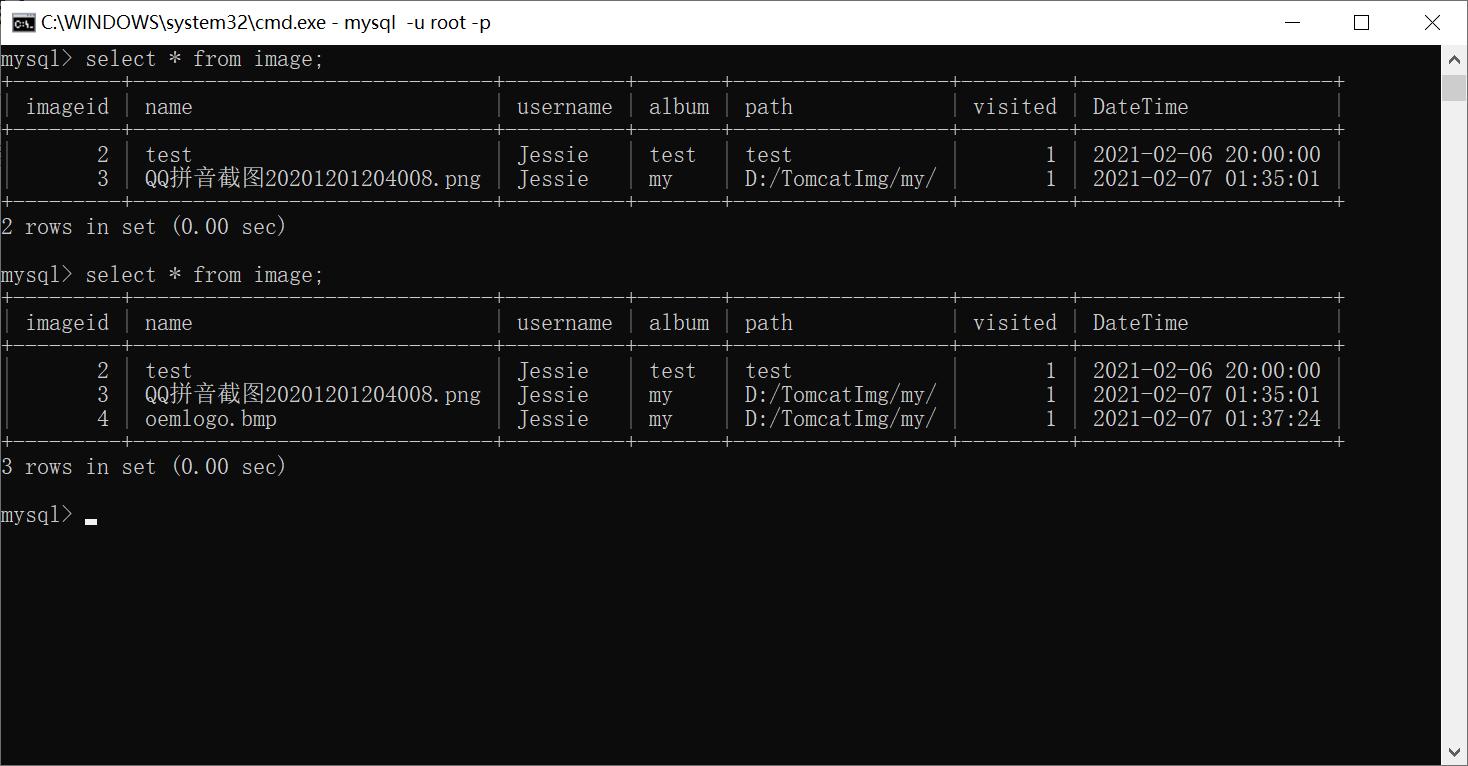 C:\WINDOWS\system32\cmd.exe - mysql  -u root -p
mysql> select * from image;
+---------+------------------------------+----------+-------+------------------+---------+---------------------+
| imageid | name                         | username | album | path             | visited | DateTime            |
+---------+------------------------------+----------+-------+------------------+---------+---------------------+
|       2 | test                         | Jessie   | test  | test             |       1 | 2021-02-06 20:00:00 |
|       3 | QQ拼音截图20201201204008.png | Jessie   | my    | D:/TomcatImg/my/ |       1 | 2021-02-07 01:35:01 |
+---------+------------------------------+----------+-------+------------------+---------+---------------------+
2 rows in set (0.00 sec)
mysql> select * from image;
+---------+------------------------------+----------+-------+------------------+---------+---------------------+
| imageid | name                         | username | album | path             | visited | DateTime            |
+---------+------------------------------+----------+-------+------------------+---------+---------------------+
|       2 | test                         | Jessie   | test  | test             |       1 | 2021-02-06 20:00:00 |
|       3 | QQ拼音截图20201201204008.png | Jessie   | my    | D:/TomcatImg/my/ |       1 | 2021-02-07 01:35:01 |
|       4 | oemlogo.bmp                  | Jessie   | my    | D:/TomcatImg/my/ |       1 | 2021-02-07 01:37:24 |
+---------+------------------------------+----------+-------+------------------+---------+---------------------+
3 rows in set (0.00 sec)
mysql>